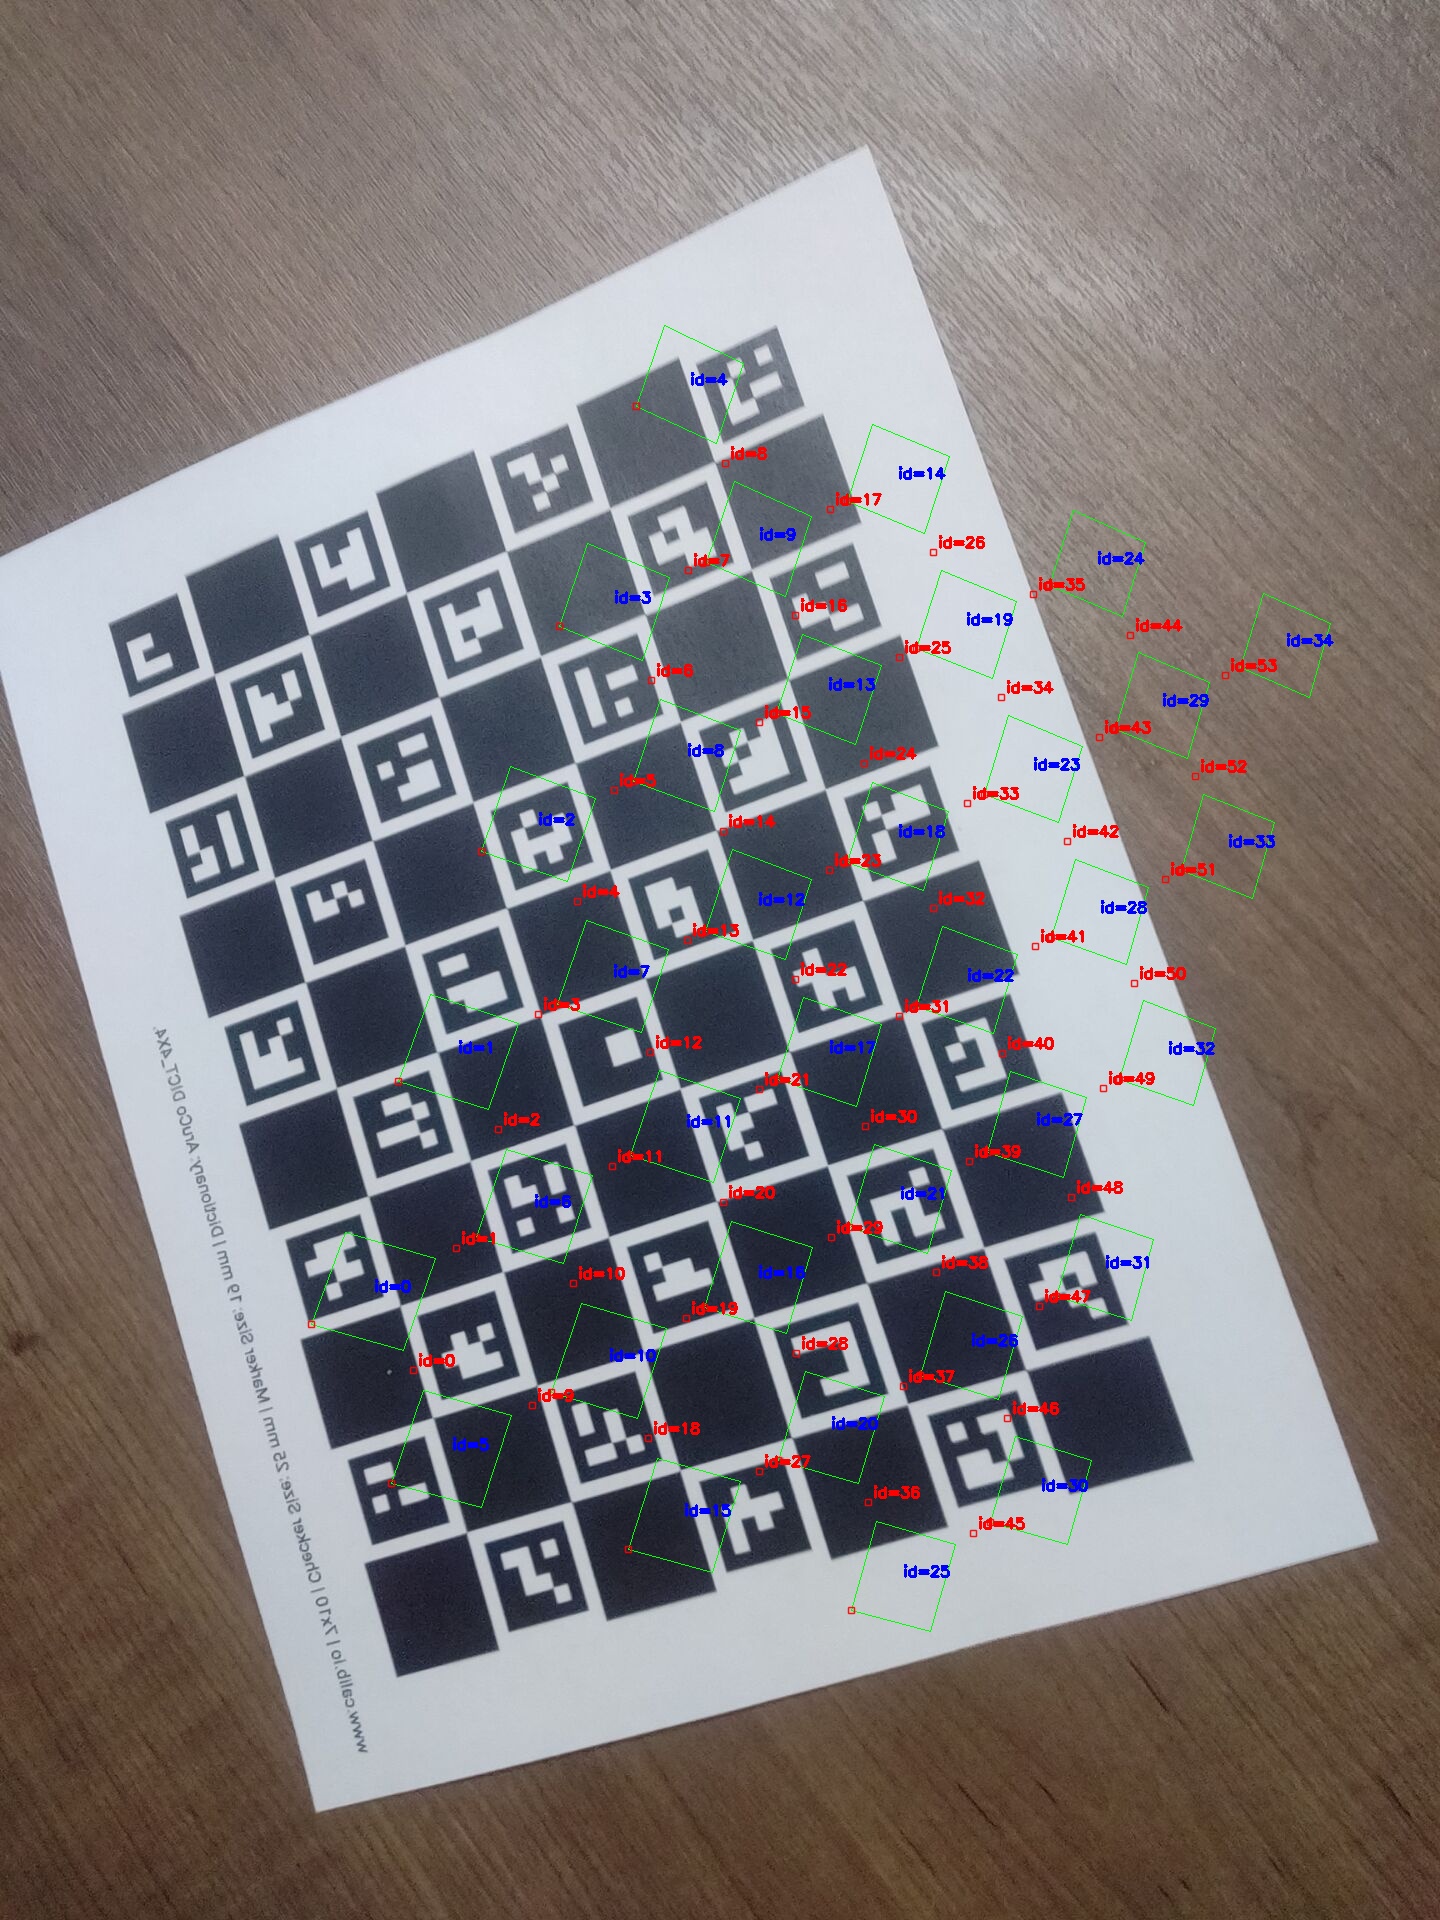 id=4
id=8
id=14
id=17
id=9
id=26
id=24
id=7
id=35
id=3
id=16
id=19
id=44
id=34
id=25
id=53
id=6
id=13
id=34
id=29
id=15
id=43
id=8
id=24
id=23
id=52
id=5
id=33
id=2
id=14
id=18
id=42
id=33
id=23
id=51
id=4
id=32
id=12
id=28
id=13
id=41
id=22
id=7
id=50
id=22
id=3
id=31
id=12
id=40
id=1
id=17
id=32
id=49
id=21
id=30
id=2
id=27
id=11
id=39
id=11
id=48
id=20
id=21
id=6
id=29
id=1
id=31
id=38
id=16
id=10
id=0
id=47
id=19
id=26
id=28
id=10
id=0
id=37
id=9
id=46
id=20
id=18
id=5
id=27
id=30
id=36
id=15
id=45
id=25
www.calib.io | 10x7 | Checker Size: 25 mm | Marker Size: 19 mm | Dictionary: AruCo DICT_4X4.